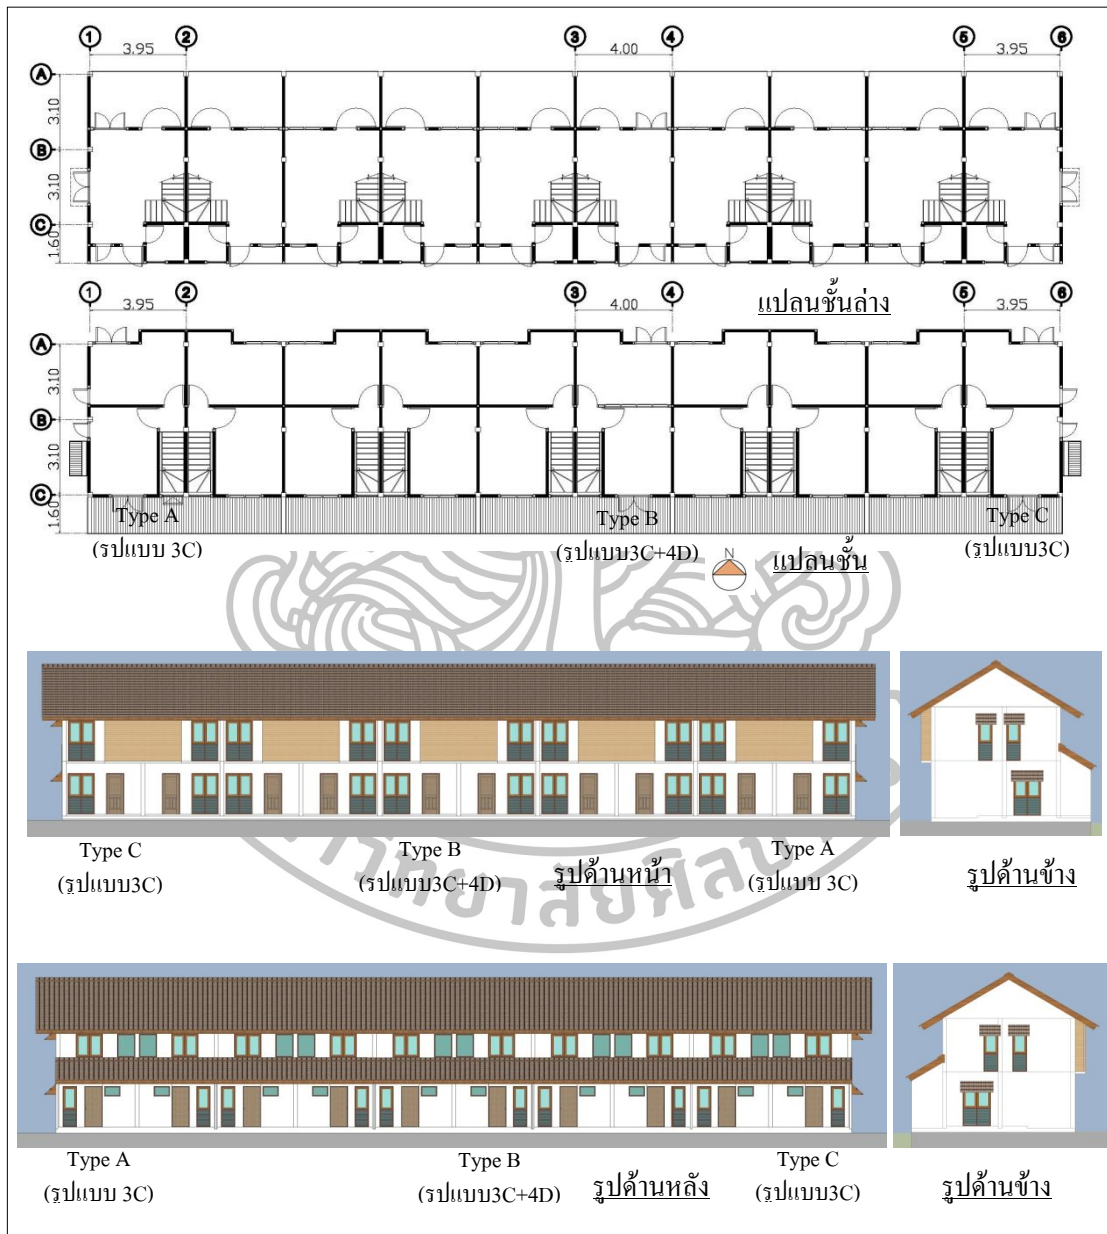 1 2 3 4 5 6
3.95 4.00 3.95
A
3.10
B
3.10
C
1.60
แปลนชั้นล่าง
1 2 3 4 5 6
3.95 4.00 3.95
A
3.10
B
3.10
C
1.60
Type A Type B Type C
(รูปแบบ 3C) (รูปแบบ3C+4D) (รูปแบบ3C)
N
แปลนชั้น
Type C Type B Type A
(รูปแบบ3C) (รูปแบบ3C+4D) รูปด้านหน้า (รูปแบบ 3C) รูปด้านข้าง
Type A Type B Type C
(รูปแบบ 3C) (รูปแบบ3C+4D) รูปด้านหลัง (รูปแบบ3C) รูปด้านข้าง